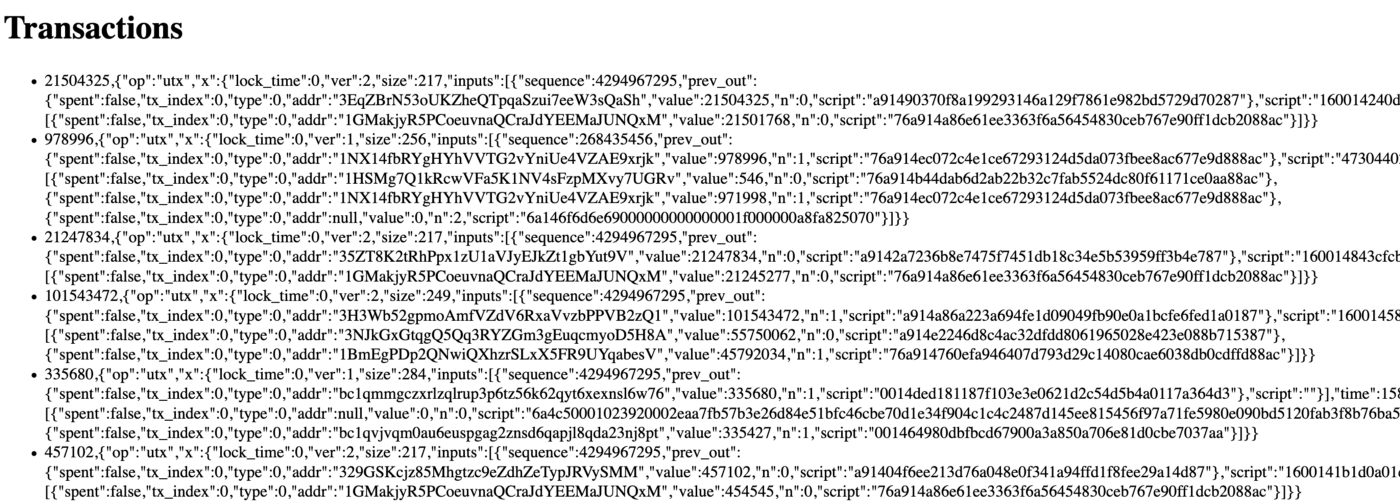 Transactions
21504325,{"op":"utx","x":{"lock_time":0,"ver":2,"size":217,"inputs":[{"sequence":4294967295,"prev_out":
{"spent":false,"tx_index":0,"type":0,"addr":"3EqZBrN53oUKZheQTpqaSzui7eeW3sQaSh","value":21504325,"n":0,"script":"a91490370f8a199293146a129f7861e982bd5729d70287"},"script":"160014240d
[{"spent":false,"tx_index":0,"type":0,"addr":"1GMakjyR5PCoeuvnaQCraJdYEEMaJUNQxM","value":21501768,"n":0,"script":"76a914a86e61ee3363f6a56454830ceb767e90ff1dcb2088ac"}]}}
978996,{"op":"utx","x":{"lock_time":0,"ver":1,"size":256,"inputs":[{"sequence":268435456,"prev_out":
{"spent":false,"tx_index":0,"type":0,"addr":"1NX14fbRYgHYhVVTG2vYniUe4VZAE9xrjk","value":978996,"n":1,"script":"76a914ec072c4e1ce67293124d5da073fbee8ac677e9d888ac"},"script":"47304402
[{"spent":false,"tx_index":0,"type":0,"addr":"1HSMg7Q1kRcwVFa5K1NV4sFzpMXvy7UGRv","value":546,"n":0,"script":"76a914b44dab6d2ab22b32c7fab5524dc80f61171ce0aa88ac"},
{"spent":false,"tx_index":0,"type":0,"addr":"1NX14fbRYgHYhVVTG2vYniUe4VZAE9xrjk","value":971998,"n":1,"script":"76a914ec072c4e1ce67293124d5da073fbee8ac677e9d888ac"},
{"spent":false,"tx_index":0,"type":0,"addr":null,"value":0,"n":2,"script":"6a146f6d6e69000000000000001f000000a8fa825070"}]}}
21247834,{"op":"utx","x":{"lock_time":0,"ver":2,"size":217,"inputs":[{"sequence":4294967295,"prev_out":
{"spent":false,"tx_index":0,"type":0,"addr":"35ZT8K2tRhPpx1zU1aVJyEJkZt1gbYut9V","value":21247834,"n":0,"script":"a9142a7236b8e7475f7451db18c34e5b53959ff3b4e787"},"script":"160014843cfcb
[{"spent":false,"tx_index":0,"type":0,"addr":"1GMakjyR5PCoeuvnaQCraJdYEEMaJUNQxM","value":21245277,"n":0,"script":"76a914a86e61ee3363f6a56454830ceb767e90ff1dcb2088ac"}]}}
101543472,{"op":"utx","x":{"lock_time":0,"ver":2,"size":249,"inputs":[{"sequence":4294967295,"prev_out":
{"spent":false,"tx_index":0,"type":0,"addr":"3H3Wb52gpmoAmfVZdV6RxaVvzbPPVB2zQ1","value":101543472,"n":1,"script":"a914a86a223a694fe1d09049fb90e0a1bcfe6fed1a0187"},"script":"16001458
[{"spent":false,"tx_index":0,"type":0,"addr":"3NJkGxGtqgQ5Qq3RYZGm3gEuqcmyoD5H8A","value":55750062,"n":0,"script":"a914e2246d8c4ac32dfdd8061965028e423e088b715387"},
{"spent":false,"tx_index":0,"type":0,"addr":"1BmEgPDp2QNwiQXhzrSLxX5FR9UYqabesV","value":45792034,"n":1,"script":"76a914760efa946407d793d29c14080cae6038db0cdffd88ac"}]}}
335680,{"op":"utx","x":{"lock_time":0,"ver":1,"size":284,"inputs":[{"sequence":4294967295,"prev_out":
{"spent":false,"tx_index":0,"type":0,"addr":"bc1qmmgczxrlzqlrup3p6tz56k62qyt6xexnsl6w76","value":335680,"n":1,"script":"0014ded181187f103e3e0621d2c54d5b4a0117a364d3"},"script":""}],"time":158
[{"spent":false,"tx_index":0,"type":0,"addr":null,"value":0,"n":0,"script":"6a4c50001023920002eaa7fb57b3e26d84e51bfc46cbe70d1e34f904c1c4c2487d145ee815456f97a71fe5980e090bd5120fab3f8b76ba5
{"spent":false,"tx_index":0,"type":0,"addr":"bc1qvjvqm0au6euspgag2znsd6qapjl8qda23nj8pt","value":335427,"n":1,"script":"001464980dbfbcd67900a3a850a706e81d0cbe7037aa"}]}}
457102,{"op":"utx","x":{"lock_time":0,"ver":2,"size":217,"inputs":[{"sequence":4294967295,"prev_out":
{"spent":false,"tx_index":0,"type":0,"addr":"329GSKcjz85Mhgtzc9eZdhZeTypJRVySMM","value":457102,"n":0,"script":"a91404f6ee213d76a048e0f341a94ffd1f8fee29a14d87"},"script":"1600141b1d0a01
[{"spent":false,"tx_index":0,"type":0,"addr":"1GMakjyR5PCoeuvnaQCraJdYEEMaJUNQxM","value":454545,"n":0,"script":"76a914a86e61ee3363f6a56454830ceb767e90ff1dcb2088ac"}]}}